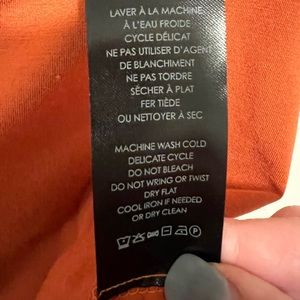 LAVER À LA MACHINE
À L'EAU FROIDE
CYCLE DÉLICAT
NE PAS UTILISER D'AGENT
DE BLANCHIMENT
NE PAS TORDRE
SÉCHER À PLAT
FER TIÈDE
OU NETTOYER À SEC
MACHINE WASH COLD
DELICATE CYCLE
DO NOT BLEACH
DO NOT WRING OR TWIST
DRY FLAT
COOL IRON IF NEEDED
OR DRY CLEAN
P